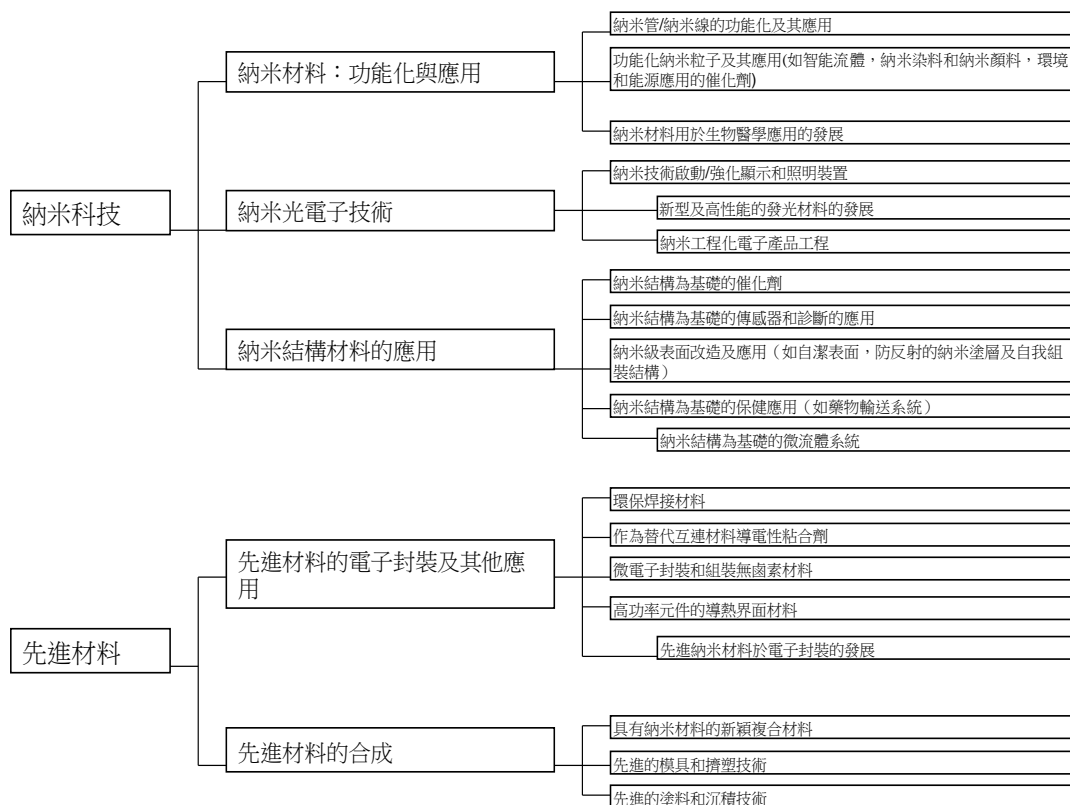 納米科技
納米材料：功能化與應用
納米管/納米線的功能化及其應用
功能化納米粒子及其應用(如智能流體，納米染料和納米顏料，環境
和能源應用的催化劑)
納米材料用於生物醫學應用的發展
納米光電子技術
納米技術啟動/強化顯示和照明裝置
新型及高性能的發光材料的發展
納米工程化電子產品工程
納米結構材料的應用
納米結構為基礎的催化劑
納米結構為基礎的傳感器和診斷的應用
納米級表面改造及應用（如自潔表面，防反射的納米塗層及自我組
裝結構）
納米結構為基礎的保健應用（如藥物輸送系統）
納米結構為基礎的微流體系統
先進材料
先進材料的電子封裝及其他應
用
環保焊接材料
作為替代互連材料導電性粘合劑
微電子封裝和組裝無鹵素材料
高功率元件的導熱界面材料
先進納米材料於電子封裝的發展
先進材料的合成
具有納米材料的新穎複合材料
先進的模具和擠塑技術
先進的塗料和沉積技術